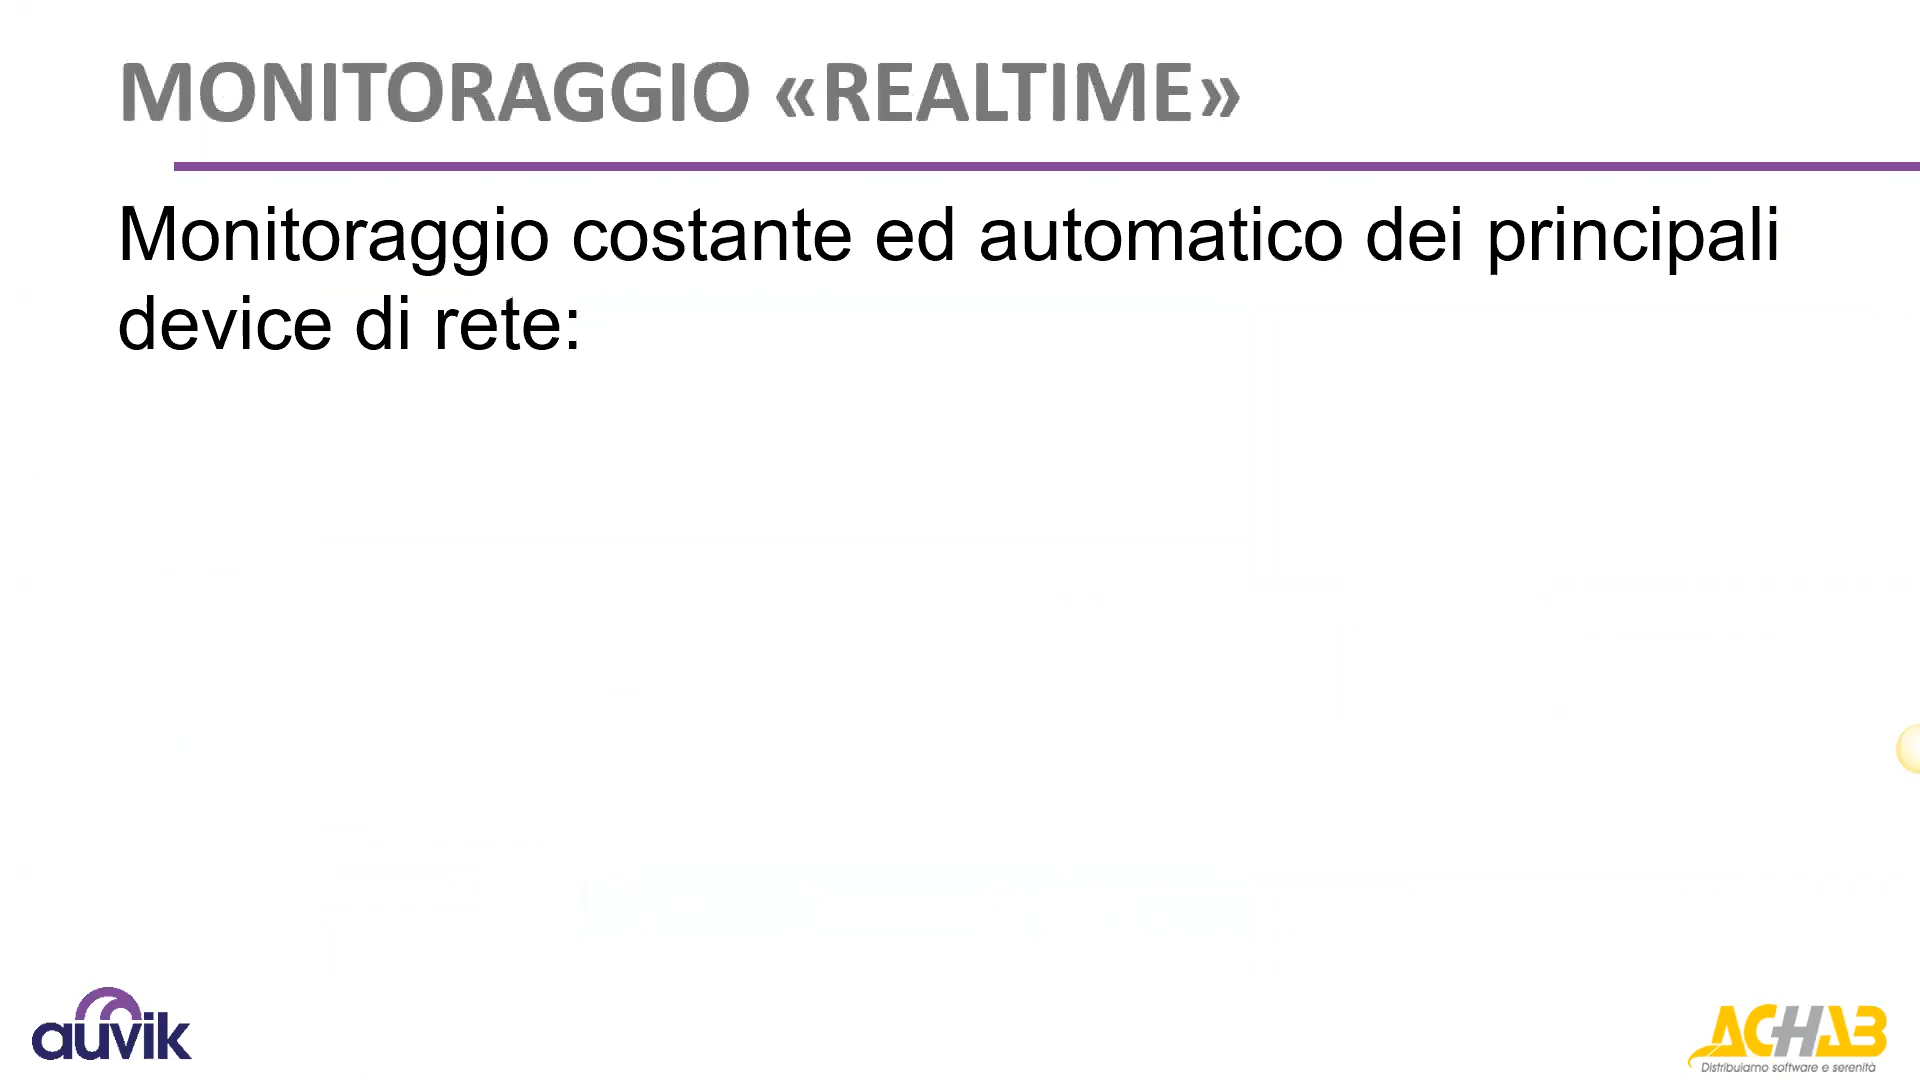 MONITORAGGIO «REALTIME»
Monitoraggio costante ed automatico dei principali
device di rete:
auvik
ACHAB
Distribuiamo software e serenità